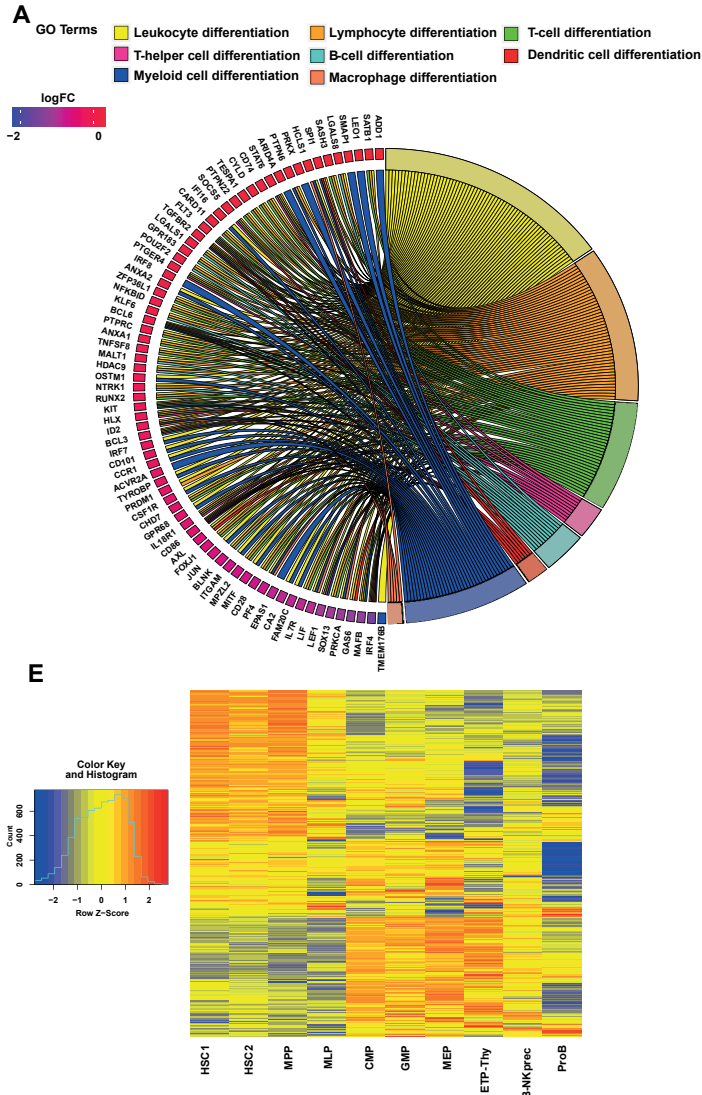 A
GO Terms
Leukocyte differentiation
Lymphocyte differentiation
T-cell differentiation
T-helper cell differentiation
B-cell differentiation
Dendritic cell differentiation
Myeloid cell differentiation
Macrophage differentiation
logFC
−2
0
ADD1
SATB1
LEO1
SMAP1
LGALS8
SASH3
SPI1
HCLS1
PRKX
PTPN6
ARID4A
STAT6
CD74
CYLD
TESPA1
PTPN22
SOCS5
IFI16
CARD11
FLT3
TGFBR2
LGALS1
GPR183
POU2F2
PTGER4
IRF8
ANXA2
ZFP36L1
NFKBID
KLF6
BCL6
PTPRC
ANXA1
TNFSF8
MALT1
HDAC9
OSTM1
NTRK1
RUNX2
KIT
HLX
ID2
BCL3
IRF7
CD101
CCR1
ACVR2A
TYROBP
PRDM1
CSF1R
CHD7
GPR68
IL18R1
CD86
AXL
FOXJ1
JUN
BLNK
ITGAM
MPZL2
MITF
CD28
PF4
EPAS1
CA2
FAM20C
IL7R
LIF
LEF1
SOX13
PRKCA
GAS6
MAFB
IRF4
TMEM176B
E
Color Key
and Histogram
Count
0
200
400
600
−2
−1
0
1
2
Row Z−Score
HSC1
HSC2
MPP
MLP
CMP
GMP
MEP
ETP-Thy
B-NKprec
ProB